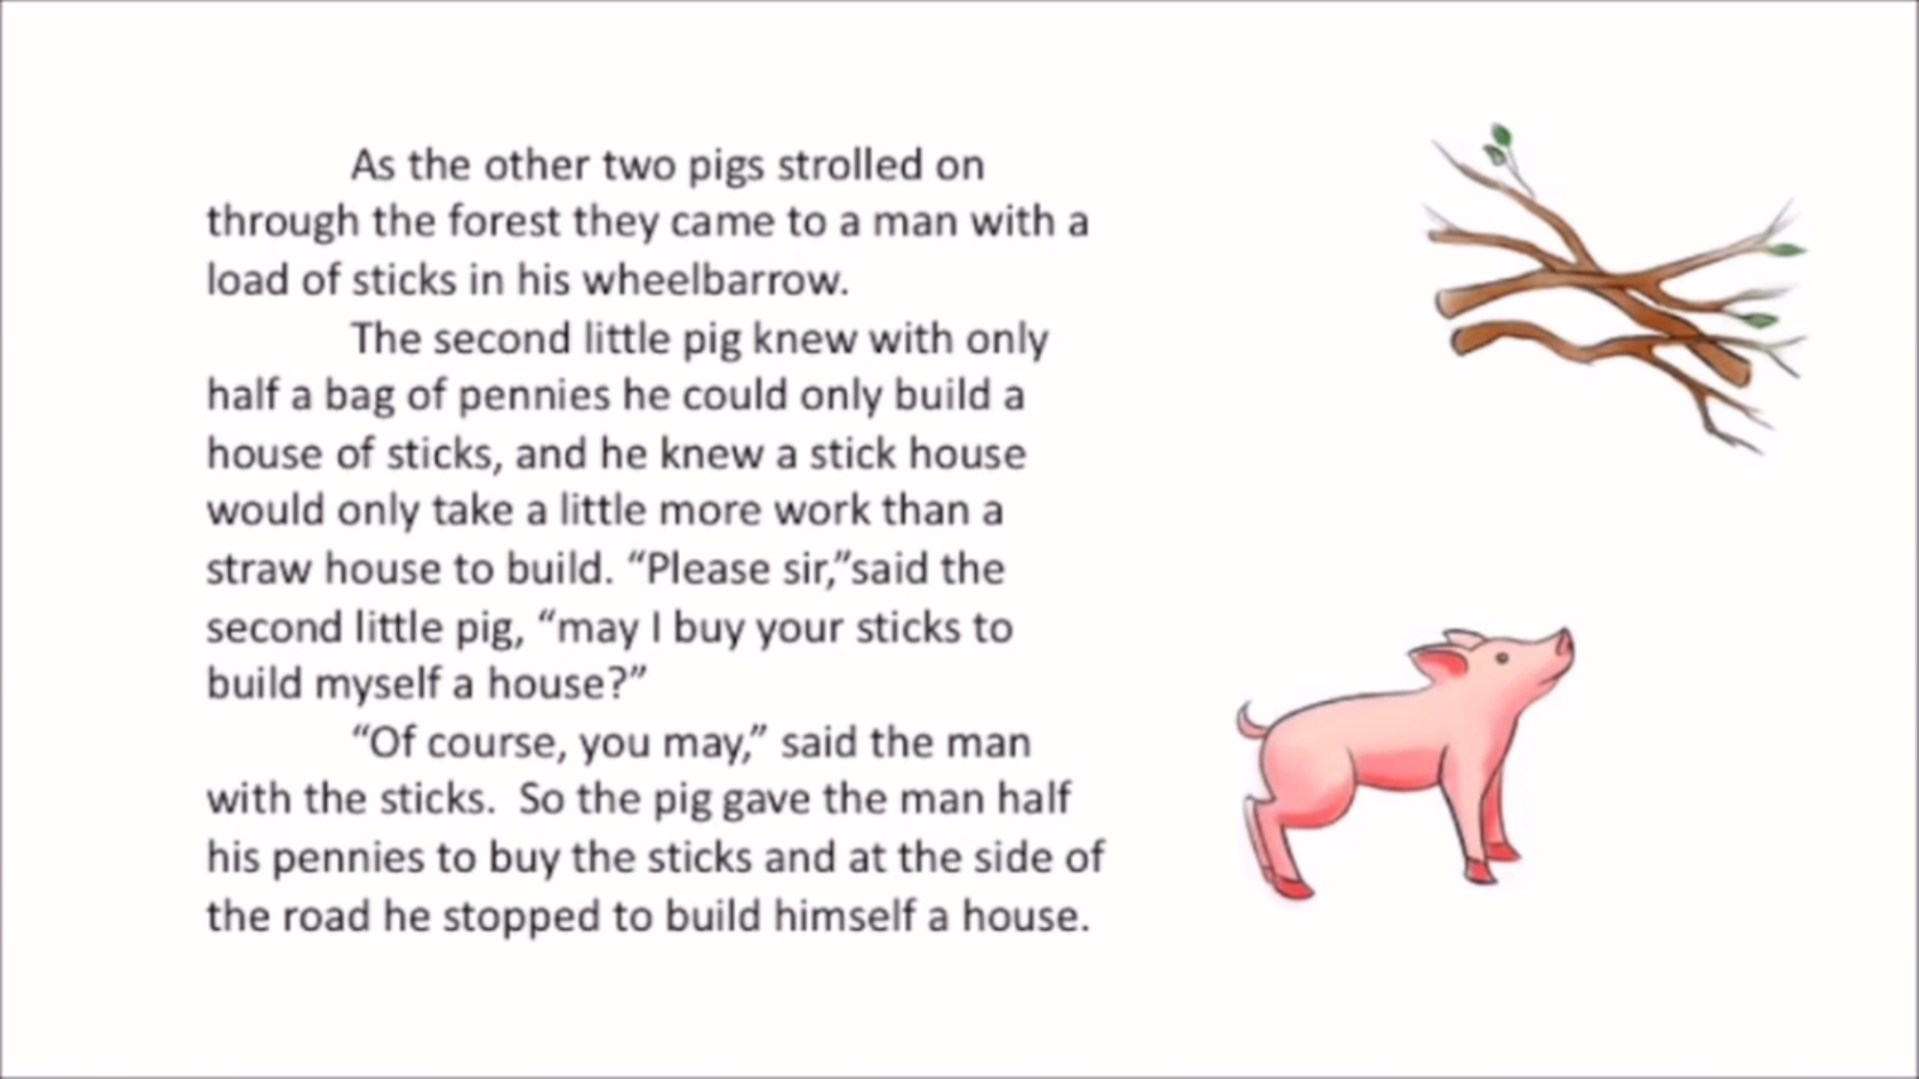 As the other two pigs strolled on
through the forest they came to a man with a
load of sticks in his wheelbarrow.
The second little pig knew with only
half a bag of pennies he could only build a
house of sticks, and he knew a stick house
would only take a little more work than a
straw house to build. “Please sir,”said the
second little pig, “may I buy your sticks to
build myself a house?”
“Of course, you may,” said the man
with the sticks.  So the pig gave the man half
his pennies to buy the sticks and at the side of
the road he stopped to build himself a house.